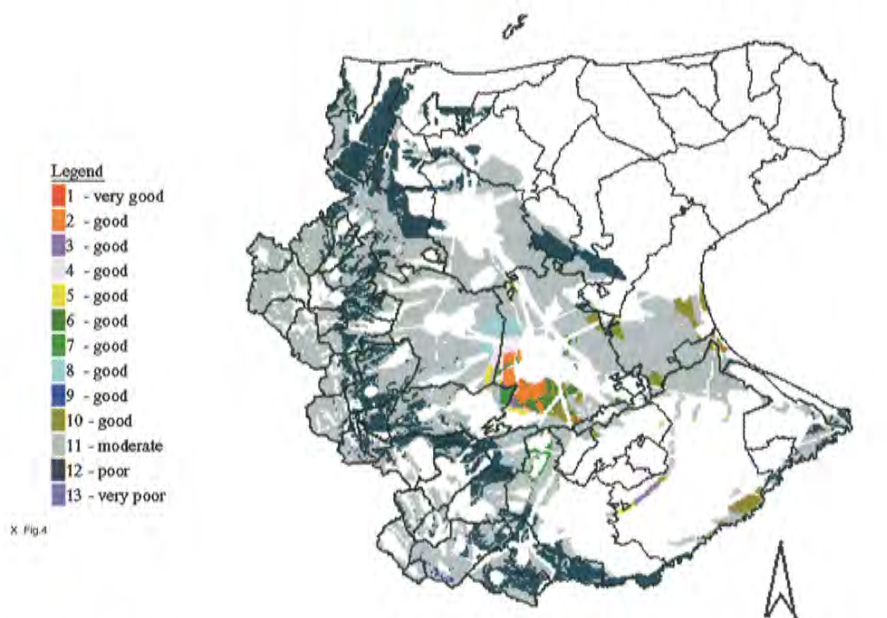 Legend
1 - very good
2 - good
3 - good
4 - good
5 - good
6 - good
7 - good
8 - good
9 - good
10 - good
11 - moderate
12 - poor
13 - very poor
X Fig.4